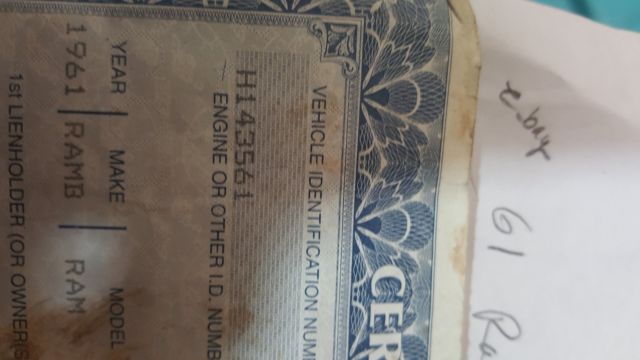 CER
VEHICLE IDENTIFICATION NUM
H143561
ENGINE OR OTHER I.D. NUMB
YEAR MAKE MODEL
1961 RAMB RAM
1st LIENHOLDER (OR OWNER(S
e-bay
61 Ra